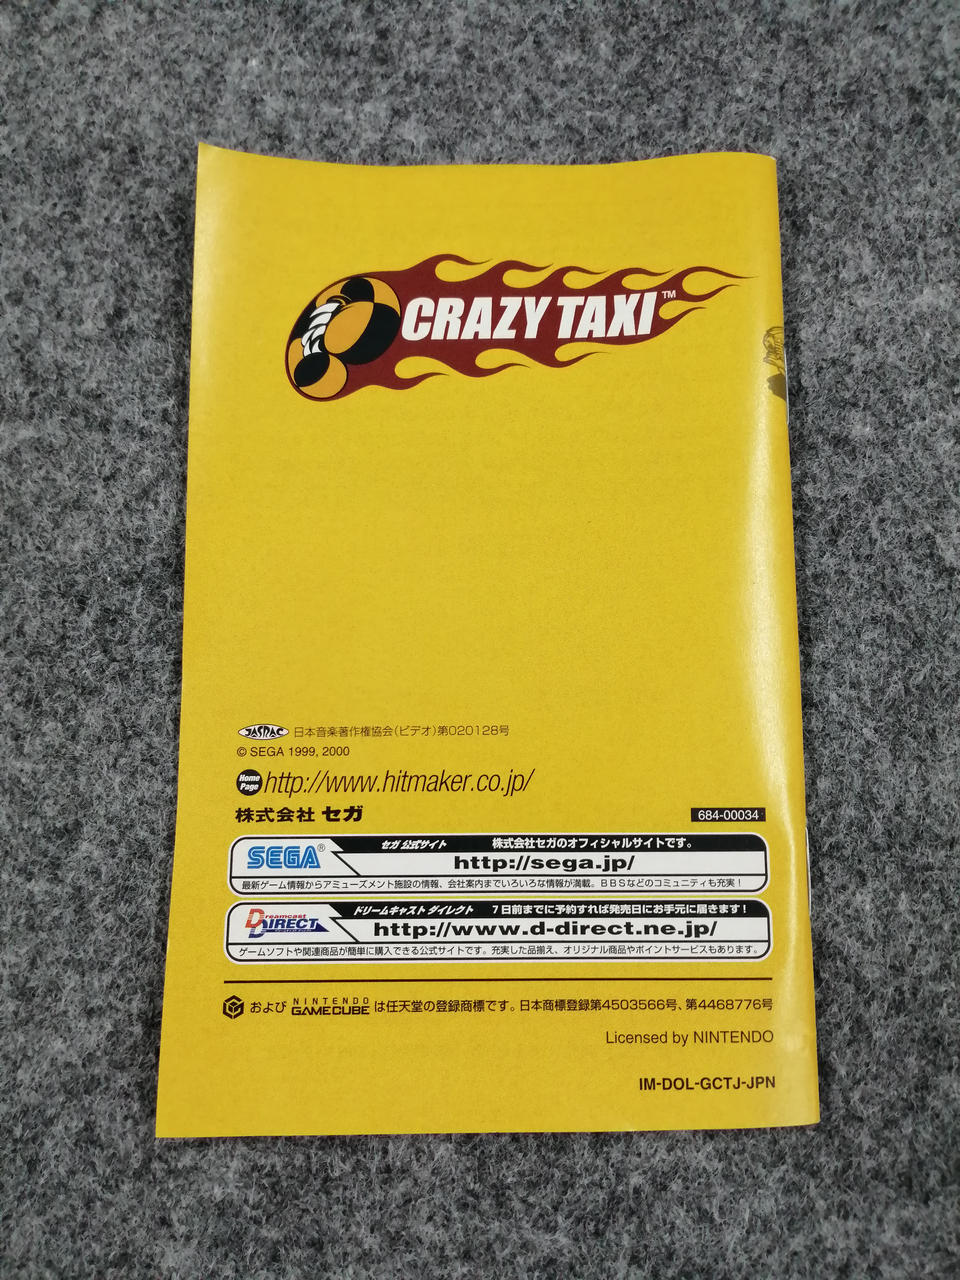 CRAZY TAXI™
JASRAC 日本音楽著作権協会(ビデオ)第020128号
© SEGA 1999, 2000
Home Page http://www.hitmaker.co.jp/
株式会社 セガ
684-00034
SEGA® セガ 公式サイト 株式会社セガのオフィシャルサイトです。
http://sega.jp/
最新ゲーム情報からアミューズメント施設の情報、会社案内までいろいろな情報が満載。BBSなどのコミュニティも充実!
Dreamcast DIRECT ドリームキャスト ダイレクト 7日前までに予約すれば発売日にお手元に届きます!
http://www.d-direct.ne.jp/
ゲームソフトや関連商品が簡単に購入できる公式サイトです。充実した品揃え、オリジナル商品やポイントサービスもあります。
および NINTENDO GAMECUBE は任天堂の登録商標です。日本商標登録第4503566号、第4468776号
Licensed by NINTENDO
IM-DOL-GCTJ-JPN